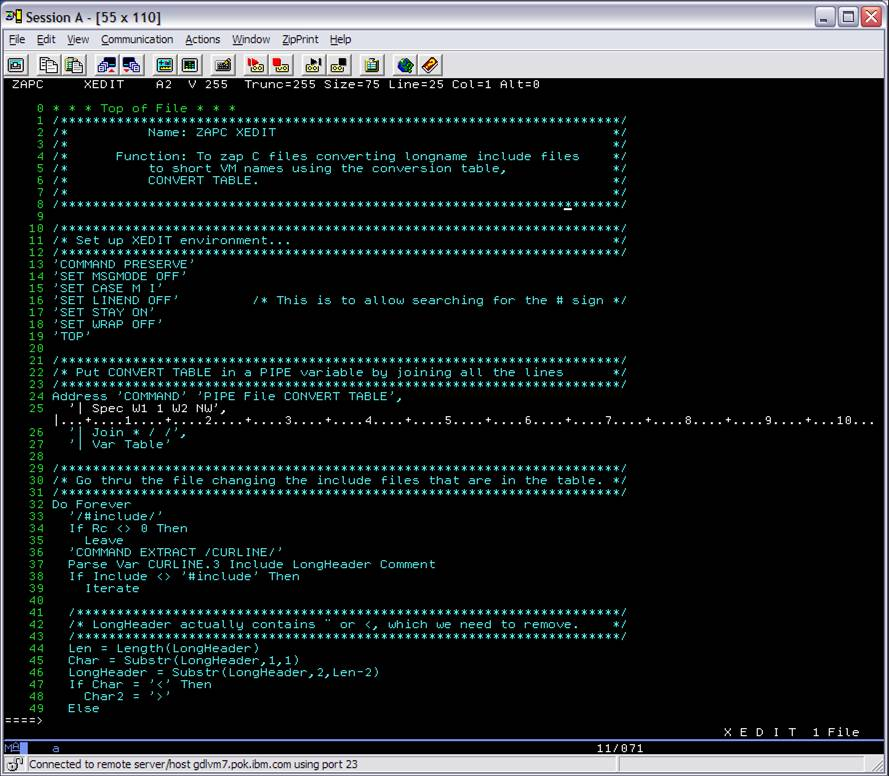 Session A - [55 x 110]
File Edit View Communication Actions Window ZipPrint Help
ZAPC     XEDIT    A2  V 255  Trunc=255 Size=75 Line=25 Col=1 Alt=0
0 * * * Top of File * * *
1 /***********************************************************************/
2 /*          Name: ZAPC XEDIT                                           */
3 /*                                                                     */
4 /*      Function: To zap C files converting longname include files     */
5 /*          to short VM names using the conversion table,              */
6 /*          CONVERT TABLE.                                             */
7 /*                                                                     */
8 /***********************************************************************/
9
10 /***********************************************************************/
11 /* Set up XEDIT environment...                                         */
12 /***********************************************************************/
13 'COMMAND PRESERVE'
14 'SET MSGMODE OFF'
15 'SET CASE M I'
16 'SET LINEND OFF'         /* This is to allow searching for the # sign */
17 'SET STAY ON'
18 'SET WRAP OFF'
19 'TOP'
20
21 /***********************************************************************/
22 /* Put CONVERT TABLE in a PIPE variable by joining all the lines       */
23 /***********************************************************************/
24 Address 'COMMAND' 'PIPE File CONVERT TABLE',
25   '| Spec W1 1 W2 NW',
|...+....1....+....2....+....3....+....4....+....5....+....6....+....7....+....8....+....9....+....10...
26   '| Join * / /',
27   '| Var Table'
28
29 /***********************************************************************/
30 /* Go thru the file changing the include files that are in the table. */
31 /***********************************************************************/
32 Do Forever
33   '/#include/'
34   If Rc <> 0 Then
35     Leave
36   'COMMAND EXTRACT /CURLINE/'
37   Parse Var CURLINE.3 Include LongHeader Comment
38   If Include <> '#include' Then
39     Iterate
40
41   /*********************************************************************/
42   /* LongHeader actually contains " or <, which we need to remove.    */
43   /*********************************************************************/
44   Len = Length(LongHeader)
45   Char = Substr(LongHeader,1,1)
46   LongHeader = Substr(LongHeader,2,Len-2)
47   If Char = '<' Then
48     Char2 = '>'
49   Else
====>
X E D I T  1 File
MA a 11/071
Connected to remote server/host gdlvm7.pok.ibm.com using port 23